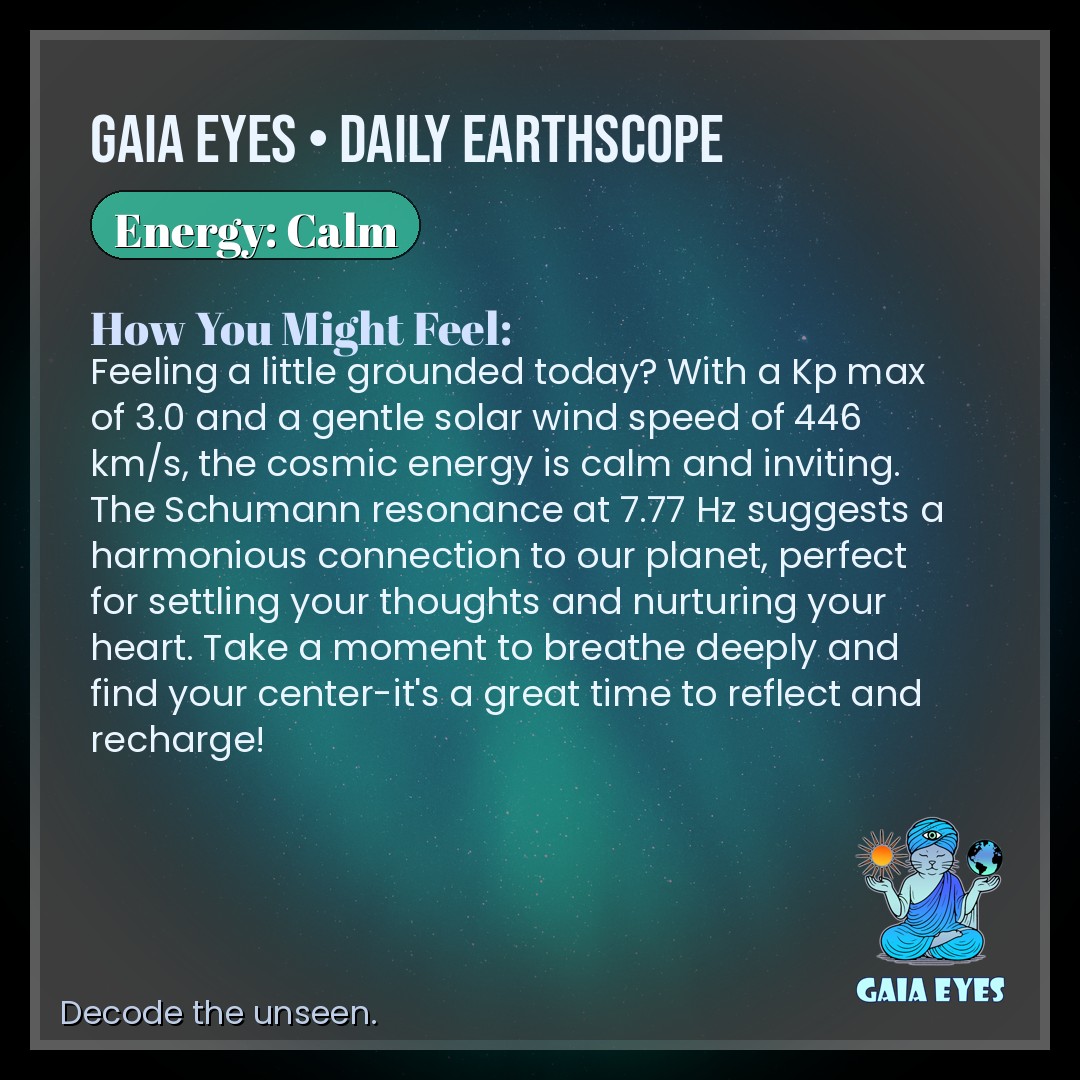 GAIA EYES • DAILY EARTHSCOPE
Energy: Calm
How You Might Feel:
Feeling a little grounded today? With a Kp max
of 3.0 and a gentle solar wind speed of 446
km/s, the cosmic energy is calm and inviting.
The Schumann resonance at 7.77 Hz suggests a
harmonious connection to our planet, perfect
for settling your thoughts and nurturing your
heart. Take a moment to breathe deeply and
find your center-it's a great time to reflect and
recharge!
GAIA EYES
Decode the unseen.